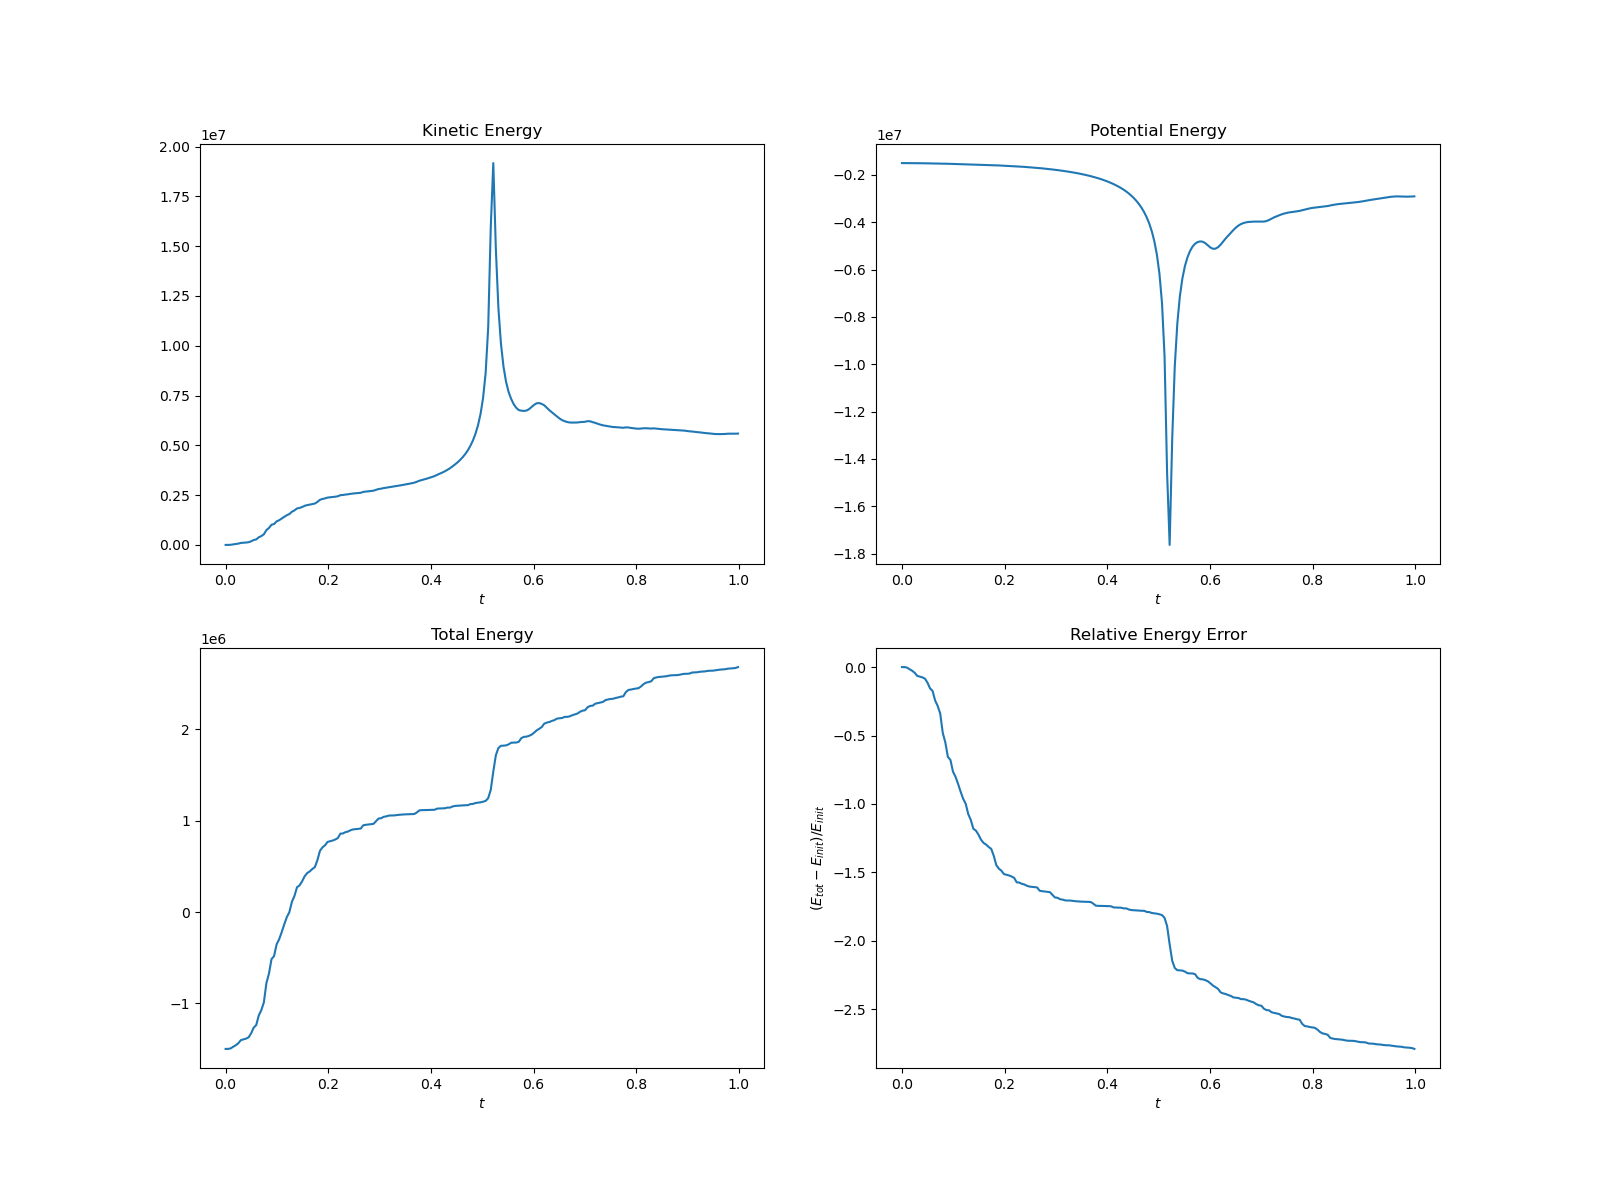 Kinetic Energy
1e7
2.00
1.75
1.50
1.25
1.00
0.75
0.50
0.25
0.00
0.0 0.2 0.4 0.6 0.8 1.0
t
Potential Energy
1e7
−0.2
−0.4
−0.6
−0.8
−1.0
−1.2
−1.4
−1.6
−1.8
0.0 0.2 0.4 0.6 0.8 1.0
t
Total Energy
1e6
2
1
0
−1
0.0 0.2 0.4 0.6 0.8 1.0
t
Relative Energy Error
(E_tot − E_init)/E_init
0.0
−0.5
−1.0
−1.5
−2.0
−2.5
0.0 0.2 0.4 0.6 0.8 1.0
t